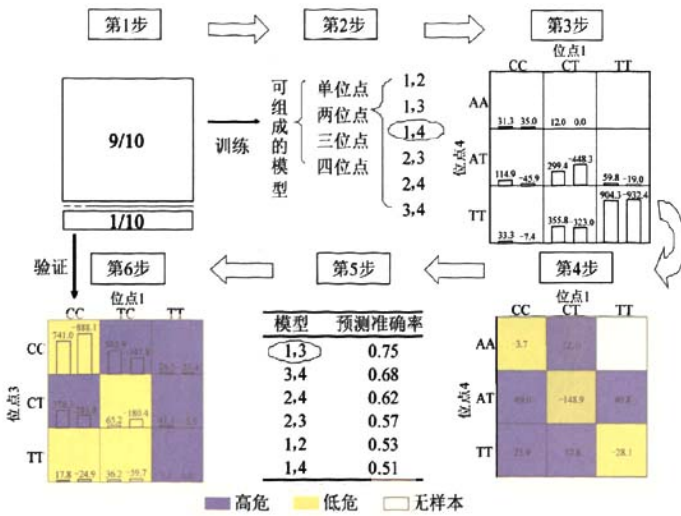 第1步
第2步
第3步
9/10
1/10
训练
可组成的模型
单位点
两位点
三位点
四位点
1,2
1,3
1,4
2,3
2,4
3,4
位点1
CC CT TT
位点4
AA
31.3 35.0 12.0 0.0
AT
114.9 -45.9 299.4 -448.3 59.8 -19.0
TT
33.3 -7.4 355.8 -323.0 904.3 -932.4
验证
第6步
第5步
第4步
位点1
CC TC TT
位点3
CC
741.0 -888.1
CT
65.2 -180.4
TT
17.8 -24.9 36.2 -59.7
模型 预测准确率
1,3 0.75
3,4 0.68
2,4 0.62
2,3 0.57
1,2 0.53
1,4 0.51
位点1
CC CT TT
位点4
AA
-3.7 12.0
AT
-148.9 40.8
TT
-28.1
高危 低危 无样本